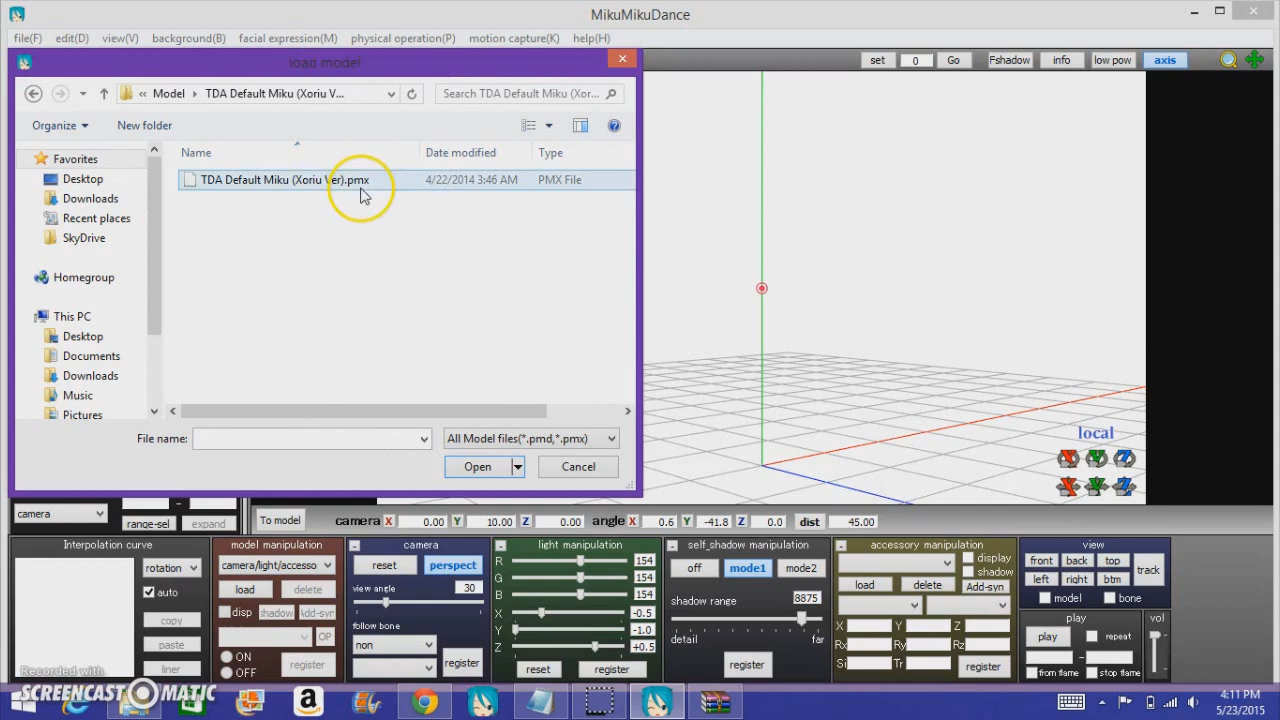 MikuMikuDance
file(F) edit(D) view(V) background(B) facial expression(M) physical operation(P) motion capture(K) help(H)
load model
set 0 Go Fshadow info low pow axis
« Model TDA Default Miku (Xoriu V... Search TDA Default Miku (Xor...
Organize New folder
Name Date modified Type
Favorites
TDA Default Miku (Xoriu Ver).pmx 4/22/2014 3:46 AM PMX File
Desktop
Downloads
Recent places
SkyDrive
Homegroup
This PC
Desktop
Documents
Downloads
Music
Pictures
File name: All Model files(*.pmd,*.pmx)
Open Cancel
local
X Y Z
X Y Z
camera - range-sel expand
To model camera X 0.00 Y 10.00 Z 0.00 angle X 0.6 Y -41.8 Z 0.0 dist 45.00
Interpolation curve
rotation
auto
copy
paste
liner
model manipulation
camera/light/accesso
load delete
disp shadow Add-syn
OP
ON
OFF
register
camera
reset perspect
view angle 30
follow bone
non
register
light manipulation
R 154
G 154
B 154
X -0.5
Y -1.0
Z +0.5
reset register
self_shadow manipulation
off mode1 mode2
shadow range 8875
detail far
register
accessory manipulation
display
shadow
load delete Add-syn
X Y Z
Rx Ry Rz
Si Tr register
view
front back top
left right btm
track
model bone
play repeat
-
from flame stop flame
vol
Recorded with
SCREENCAST-O-MATIC
4:11 PM
5/23/2015